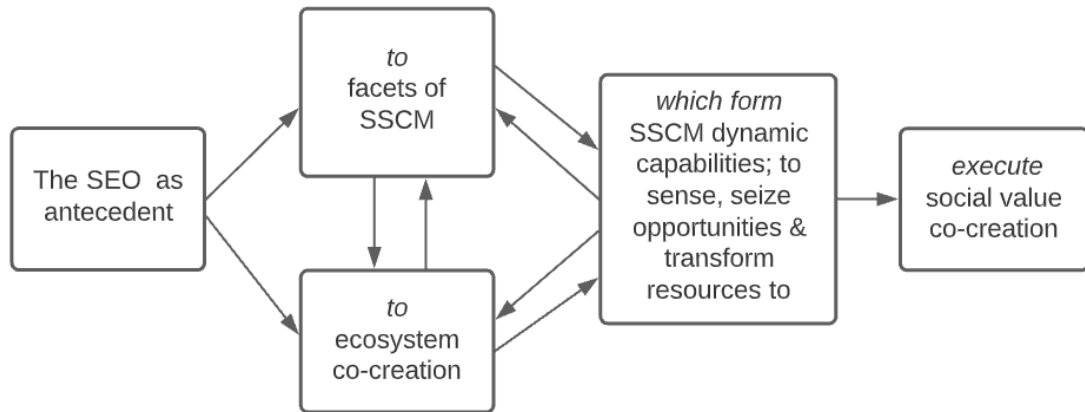 The SEO as
antecedent
to
facets of
SSCM
to
ecosystem
co-creation
which form
SSCM dynamic
capabilities; to
sense, seize
opportunities &
transform
resources to
execute
social value
co-creation